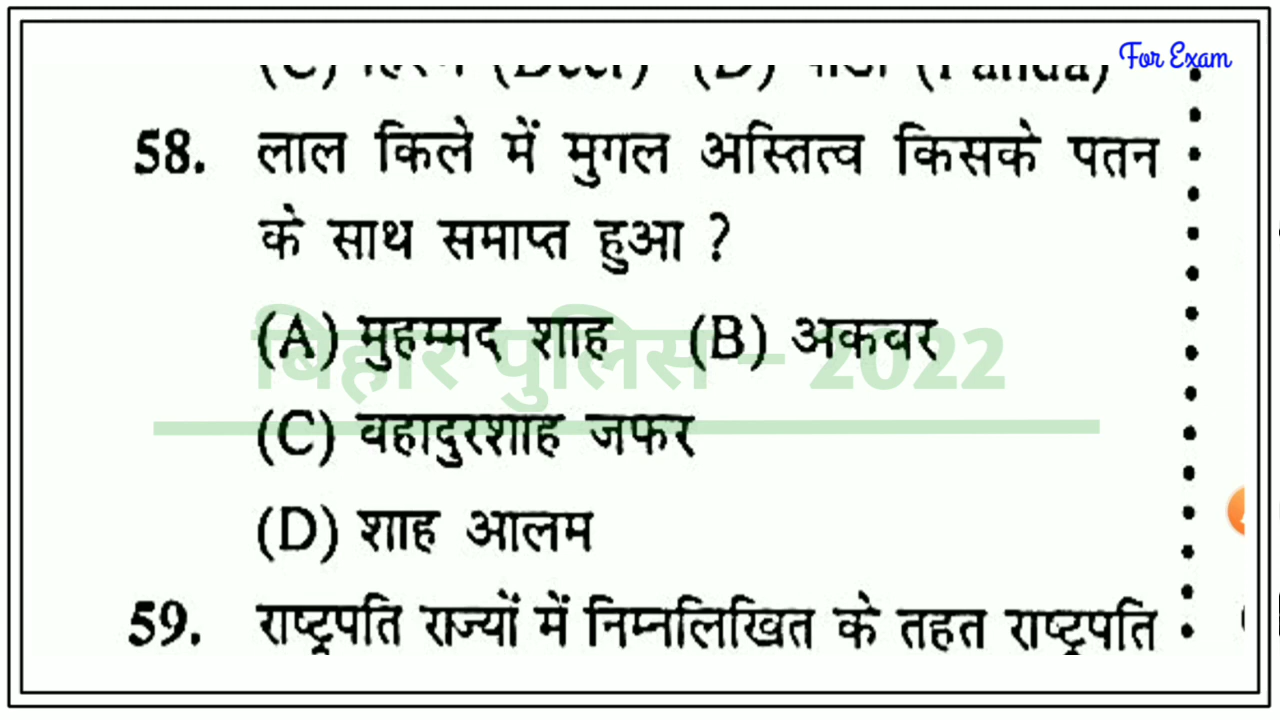 For Exam
58. लाल किले में मुगल अस्तित्व किसके पतन
के साथ समाप्त हुआ ?
(A) मुहम्मद शाह (B) अकबर
बिहार पुलिस – 2022
(C) वहादुरशाह जफर
(D) शाह आलम
59. राष्ट्रपति राज्यों में निम्नलिखित के तहत राष्ट्रपति